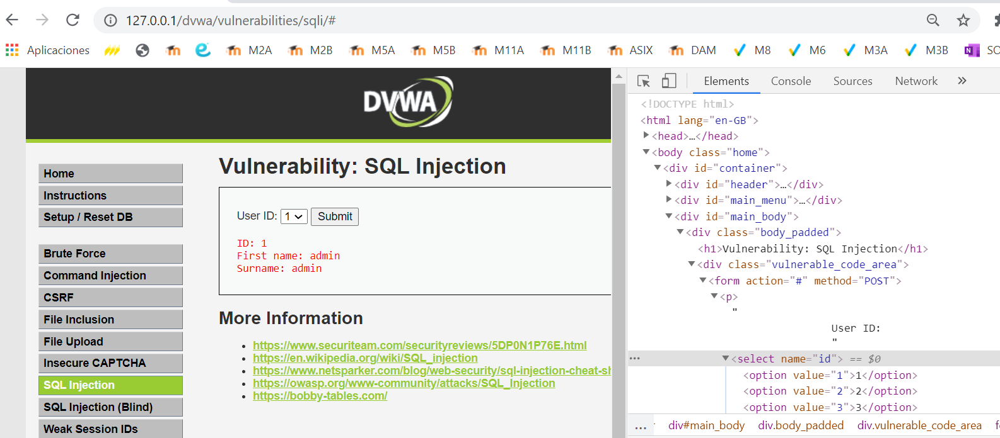 127.0.0.1/dvwa/vulnerabilities/sqli/#
Aplicaciones M2A M2B M5A M5B M11A M11B ASIX DAM M8 M6 M3A M3B SO
DVWA
Home
Instructions
Setup / Reset DB
Brute Force
Command Injection
CSRF
File Inclusion
File Upload
Insecure CAPTCHA
SQL Injection
SQL Injection (Blind)
Weak Session IDs
Vulnerability: SQL Injection
User ID: 1 Submit
ID: 1
First name: admin
Surname: admin
More Information
https://www.securiteam.com/securityreviews/5DP0N1P76E.html
https://en.wikipedia.org/wiki/SQL_injection
https://www.netsparker.com/blog/web-security/sql-injection-cheat-sh
https://owasp.org/www-community/attacks/SQL_Injection
https://bobby-tables.com/
Elements Console Sources Network »
<!DOCTYPE html>
<html lang="en-GB">
<head>…</head>
<body class="home">
<div id="container">
<div id="header">…</div>
<div id="main_menu">…</div>
<div id="main_body">
<div class="body_padded">
<h1>Vulnerability: SQL Injection</h1>
<div class="vulnerable_code_area">
<form action="#" method="POST">
<p>
"
User ID:
"
<select name="id"> == $0
<option value="1">1</option>
<option value="2">2</option>
<option value="3">3</option>
... div#main_body div.body_padded div.vulnerable_code_area f